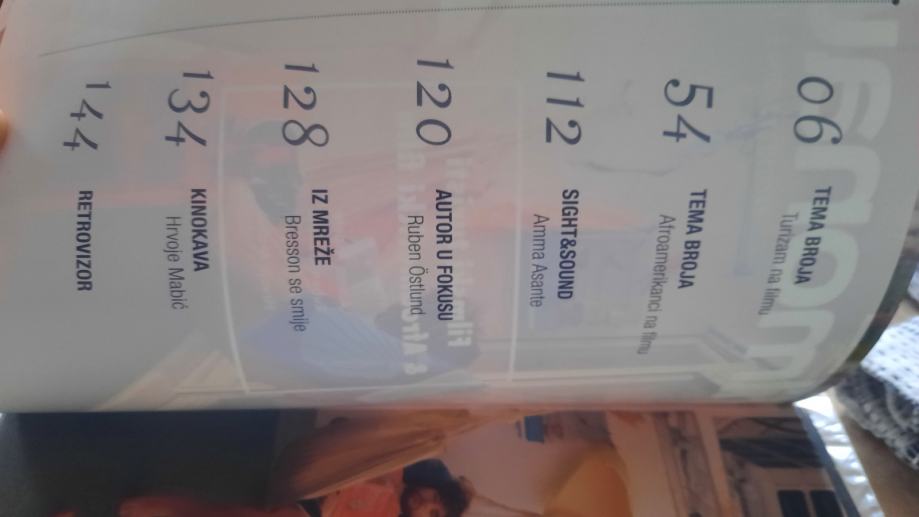 06
TEMA BROJA
Turizam na filmu
54
TEMA BROJA
Afroamerikanci na filmu
112
SIGHT&SOUND
Amma Asante
120
AUTOR U FOKUSU
Ruben Östlund
128
IZ MREŽE
Bresson se smije
134
KINOKAVA
Hrvoje Mabić
144
RETROVIZOR